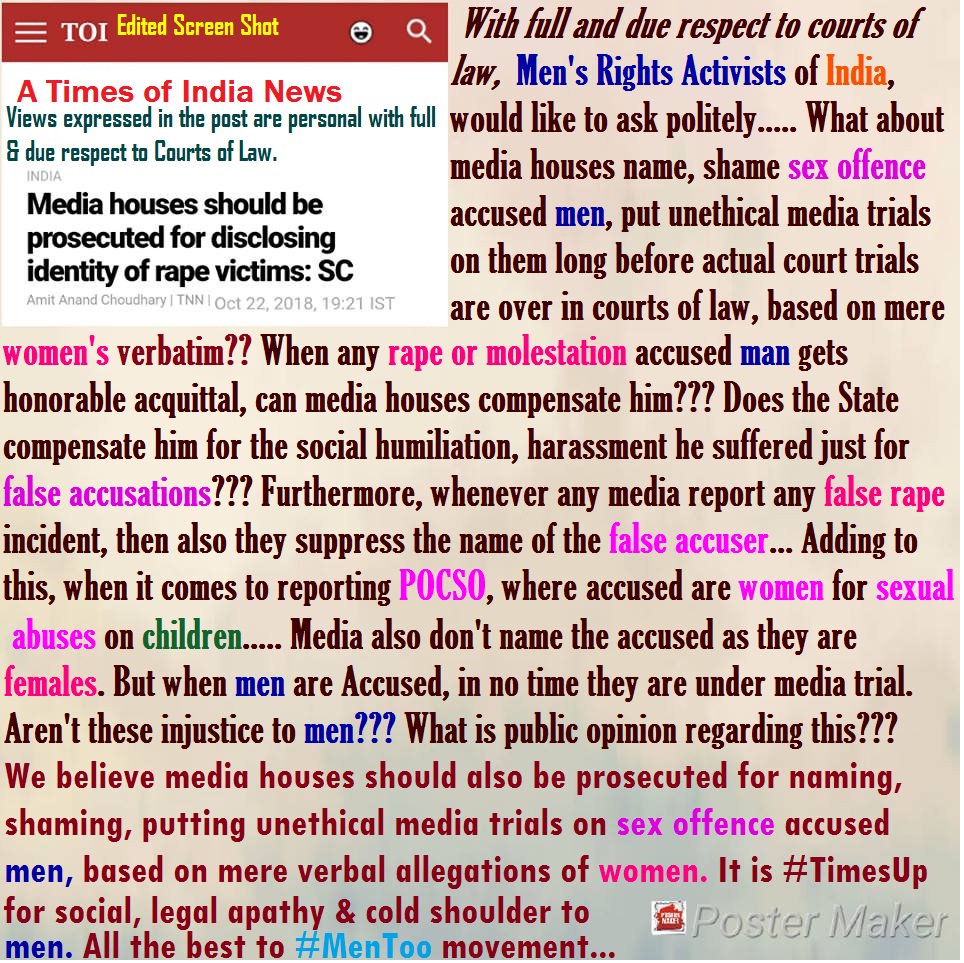 TOI Edited Screen Shot
A Times of India News
Views expressed in the post are personal with full
& due respect to Courts of Law.
INDIA
Media houses should be
prosecuted for disclosing
identity of rape victims: SC
Amit Anand Choudhary | TNN | Oct 22, 2018, 19:21 IST
With full and due respect to courts of
law, Men's Rights Activists of India,
would like to ask politely..... What about
media houses name, shame sex offence
accused men, put unethical media trials
on them long before actual court trials
are over in courts of law, based on mere
women's verbatim?? When any rape or molestation accused man gets
honorable acquittal, can media houses compensate him??? Does the State
compensate him for the social humiliation, harassment he suffered just for
false accusations??? Furthermore, whenever any media report any false rape
incident, then also they suppress the name of the false accuser... Adding to
this, when it comes to reporting POCSO, where accused are women for sexual
abuses on children..... Media also don't name the accused as they are
females. But when men are Accused, in no time they are under media trial.
Aren't these injustice to men??? What is public opinion regarding this???
We believe media houses should also be prosecuted for naming,
shaming, putting unethical media trials on sex offence accused
men, based on mere verbal allegations of women. It is #TimesUp
for social, legal apathy & cold shoulder to
men. All the best to #MenToo movement...
Poster Maker